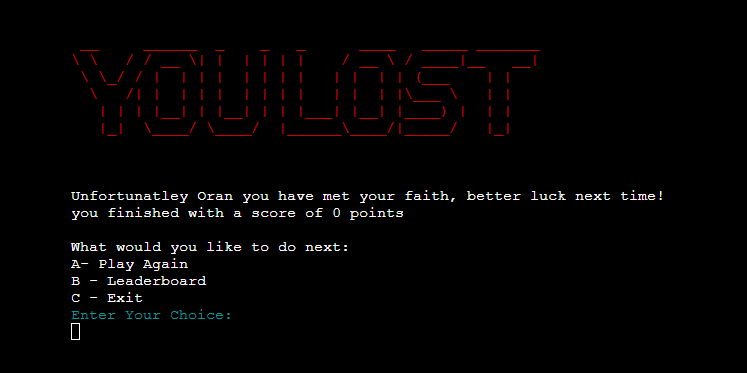 YOU LOST
Unfortunatley Oran you have met your faith, better luck next time!
you finished with a score of 0 points
What would you like to do next:
A- Play Again
B - Leaderboard
C - Exit
Enter Your Choice: